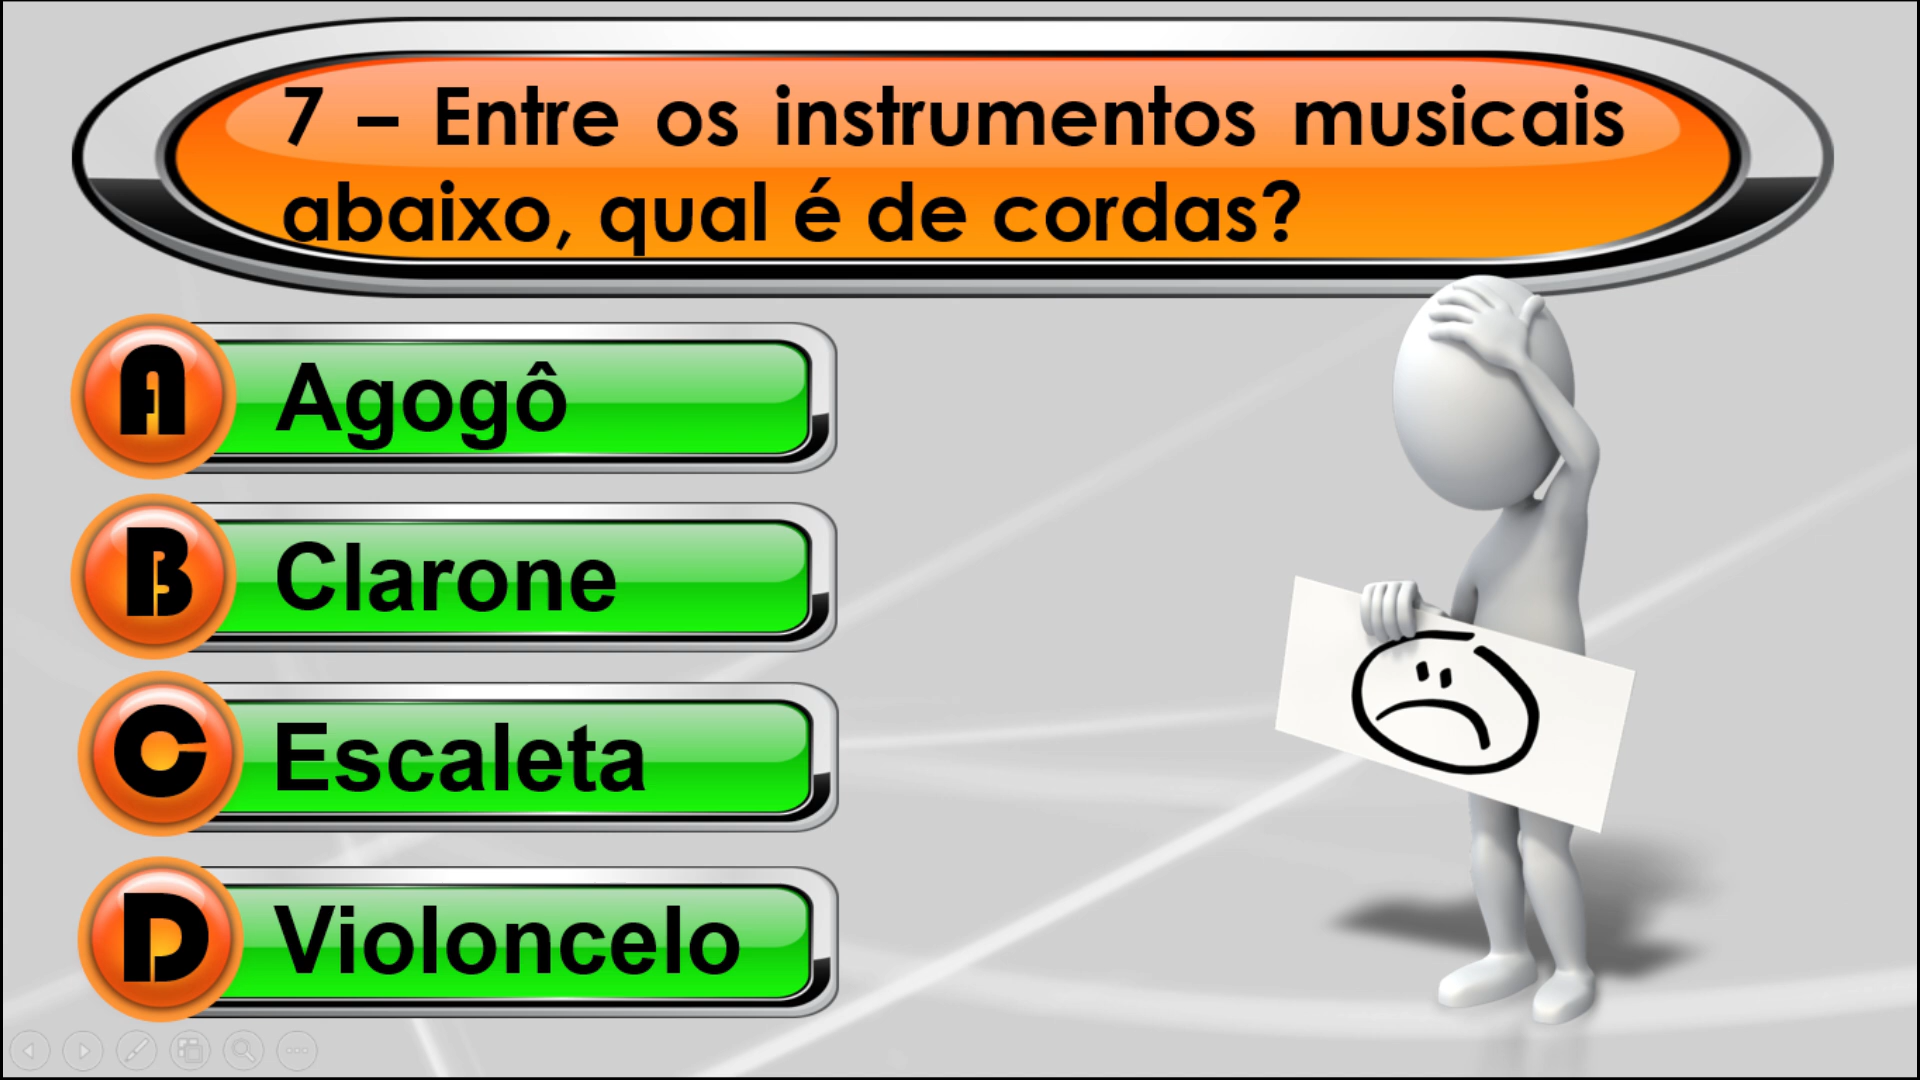 7 – Entre os instrumentos musicais
abaixo, qual é de cordas?
A Agogô
B Clarone
C Escaleta
D Violoncelo